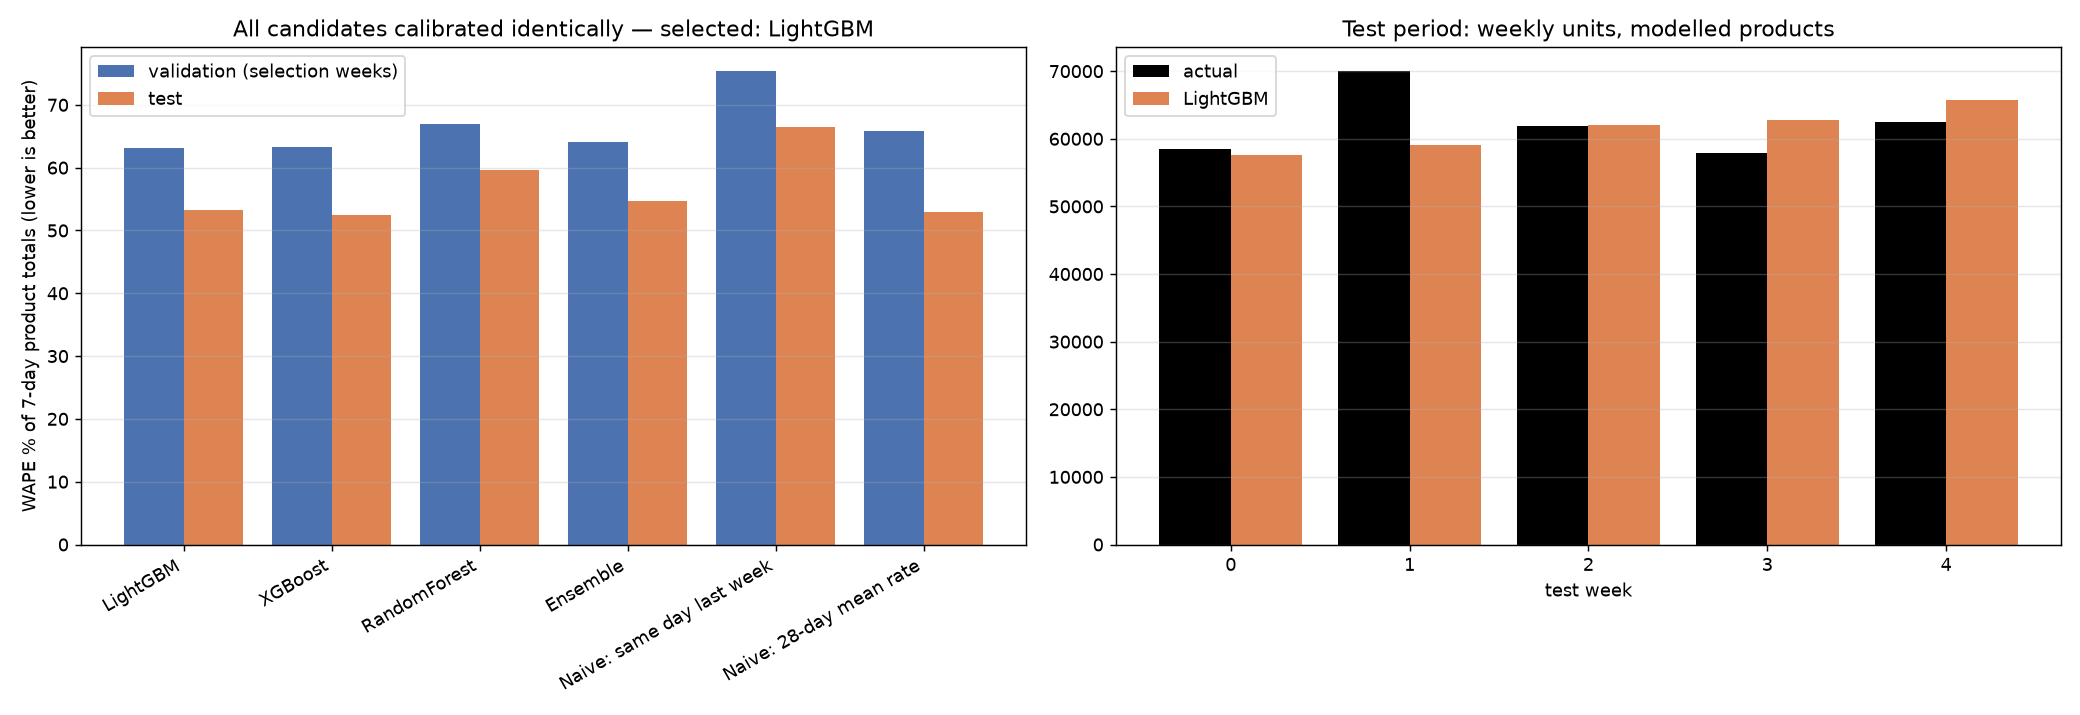 All candidates calibrated identically — selected: LightGBM
WAPE % of 7-day product totals (lower is better)
validation (selection weeks)
test
70
60
50
40
30
20
10
0
LightGBM
XGBoost
RandomForest
Ensemble
Naive: same day last week
Naive: 28-day mean rate
Test period: weekly units, modelled products
actual
LightGBM
70000
60000
50000
40000
30000
20000
10000
0
0
1
2
3
4
test week